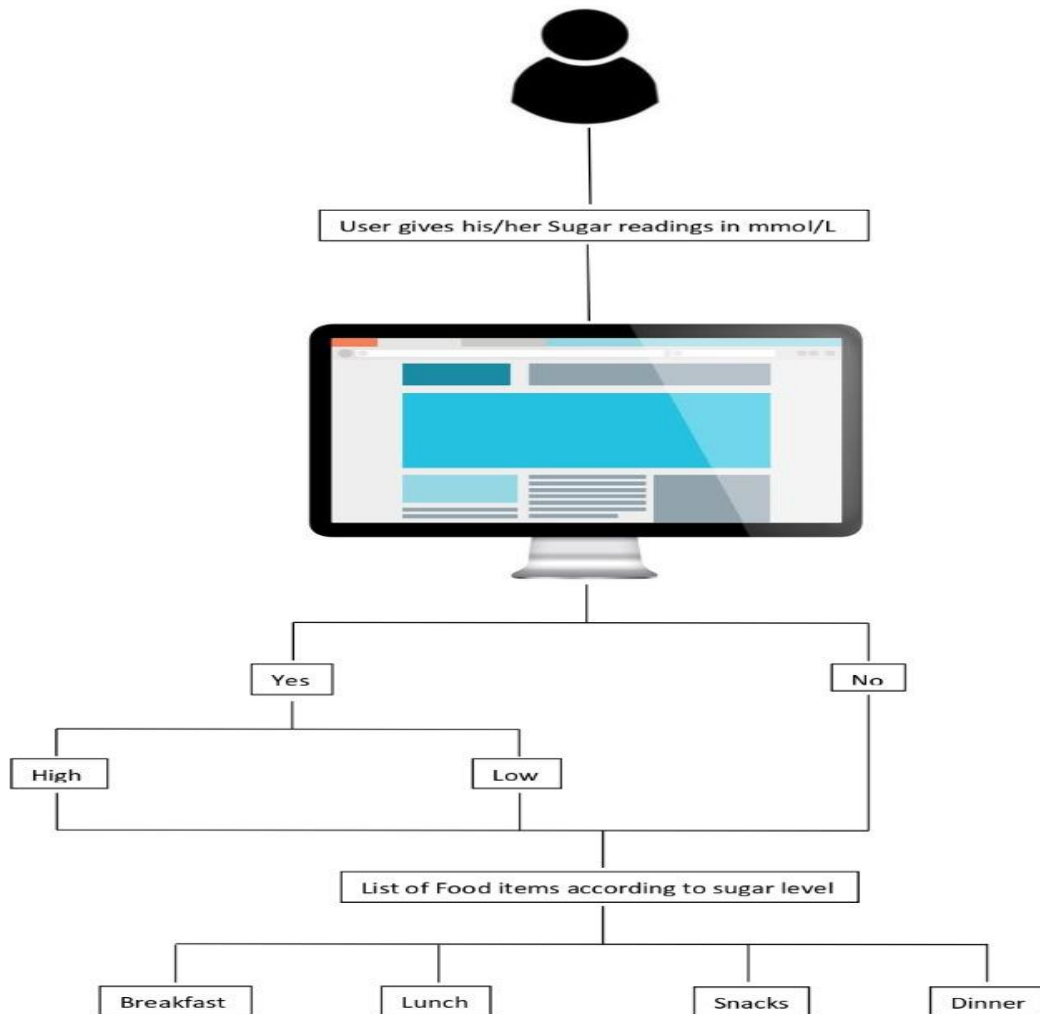 User gives his/her Sugar readings in mmol/L
Yes
No
High
Low
List of Food items according to sugar level
Breakfast
Lunch
Snacks
Dinner